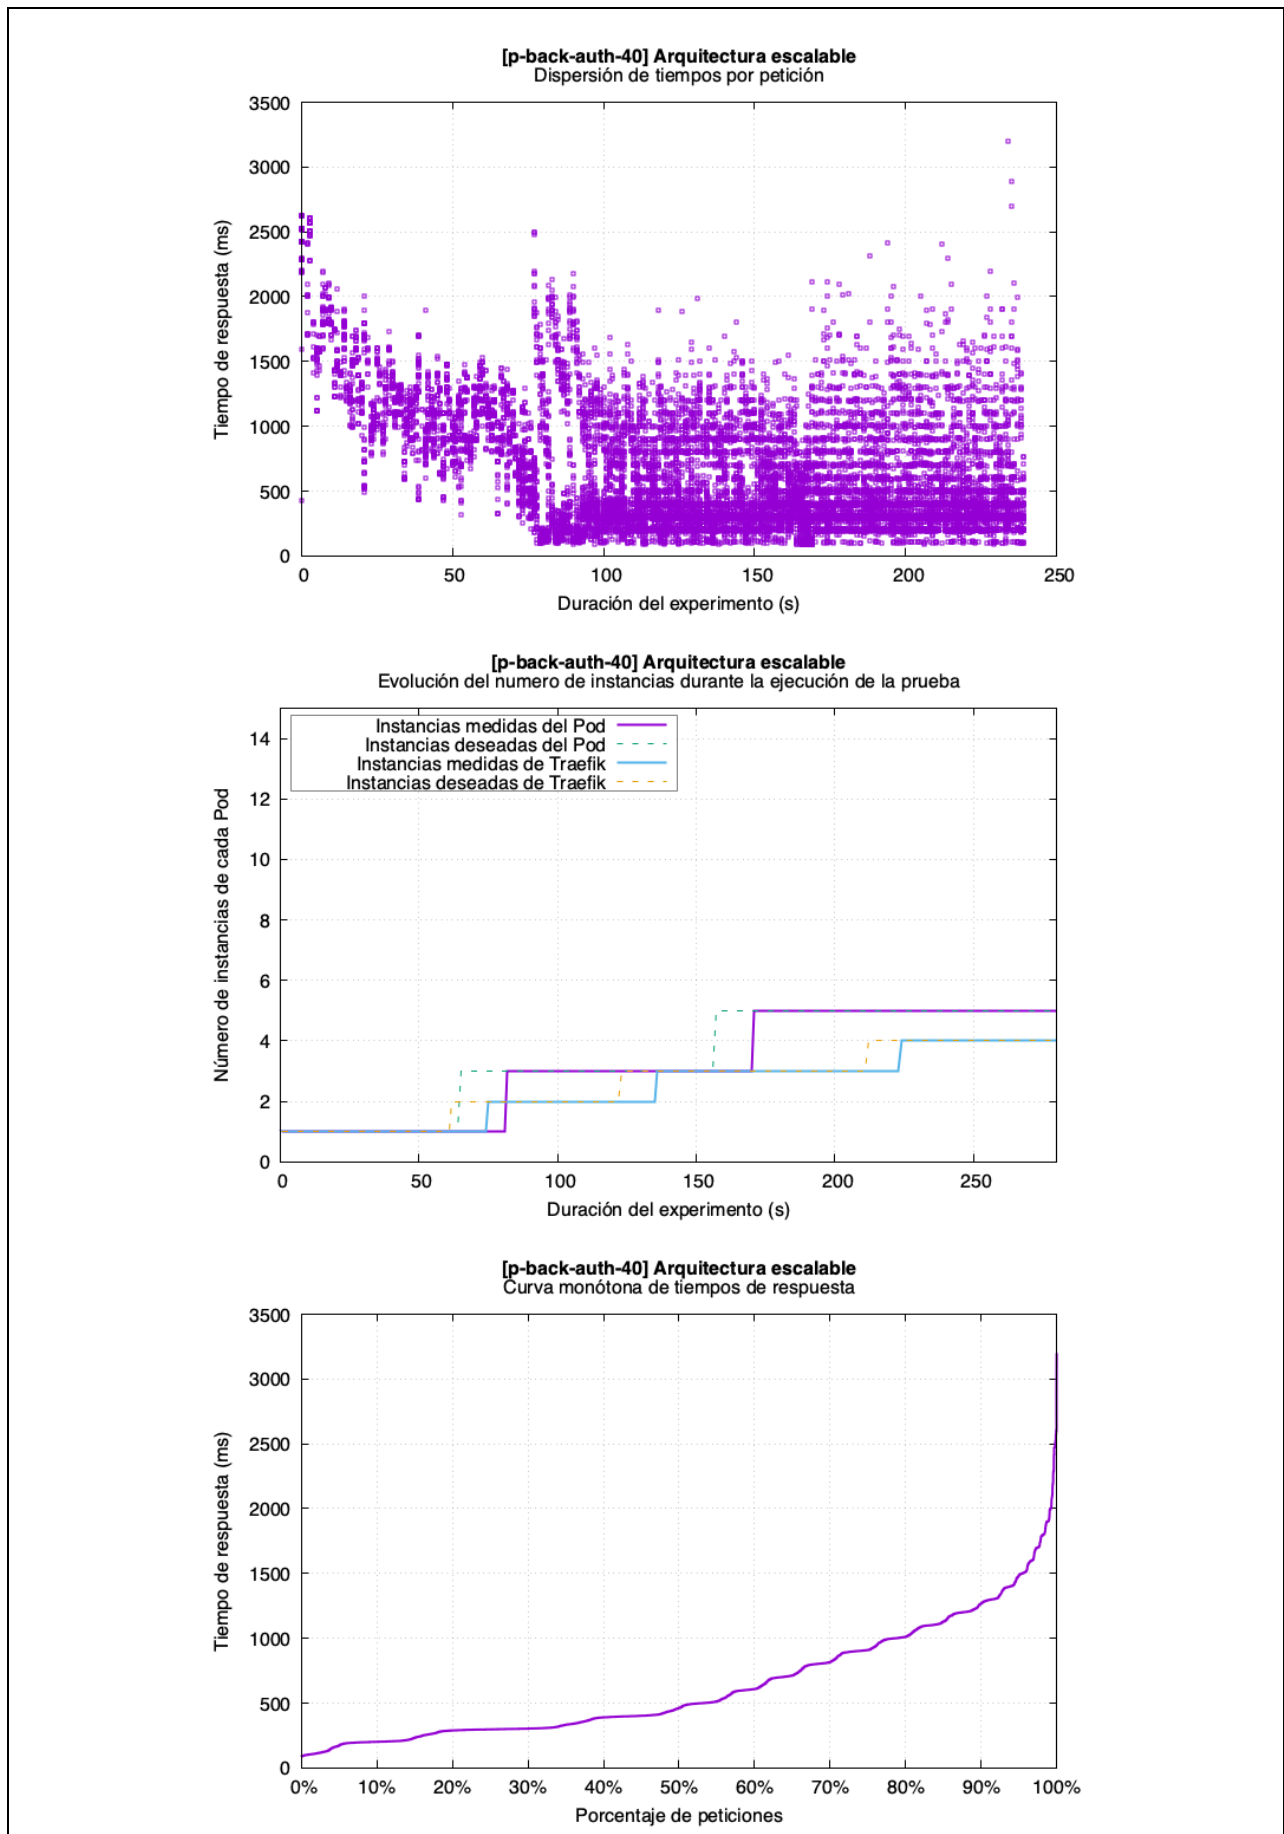 [p-back-auth-40] Arquitectura escalable
Dispersión de tiempos por petición
3500
3000
2500
2000
1500
1000
500
0
Tiempo de respuesta (ms)
0 50 100 150 200 250
Duración del experimento (s)
[p-back-auth-40] Arquitectura escalable
Evolución del numero de instancias durante la ejecución de la prueba
Instancias medidas del Pod
Instancias deseadas del Pod
Instancias medidas de Traefik
Instancias deseadas de Traefik
14
12
10
8
6
4
2
0
Número de instancias de cada Pod
0 50 100 150 200 250
Duración del experimento (s)
[p-back-auth-40] Arquitectura escalable
Curva monótona de tiempos de respuesta
3500
3000
2500
2000
1500
1000
500
0
Tiempo de respuesta (ms)
0% 10% 20% 30% 40% 50% 60% 70% 80% 90% 100%
Porcentaje de peticiones